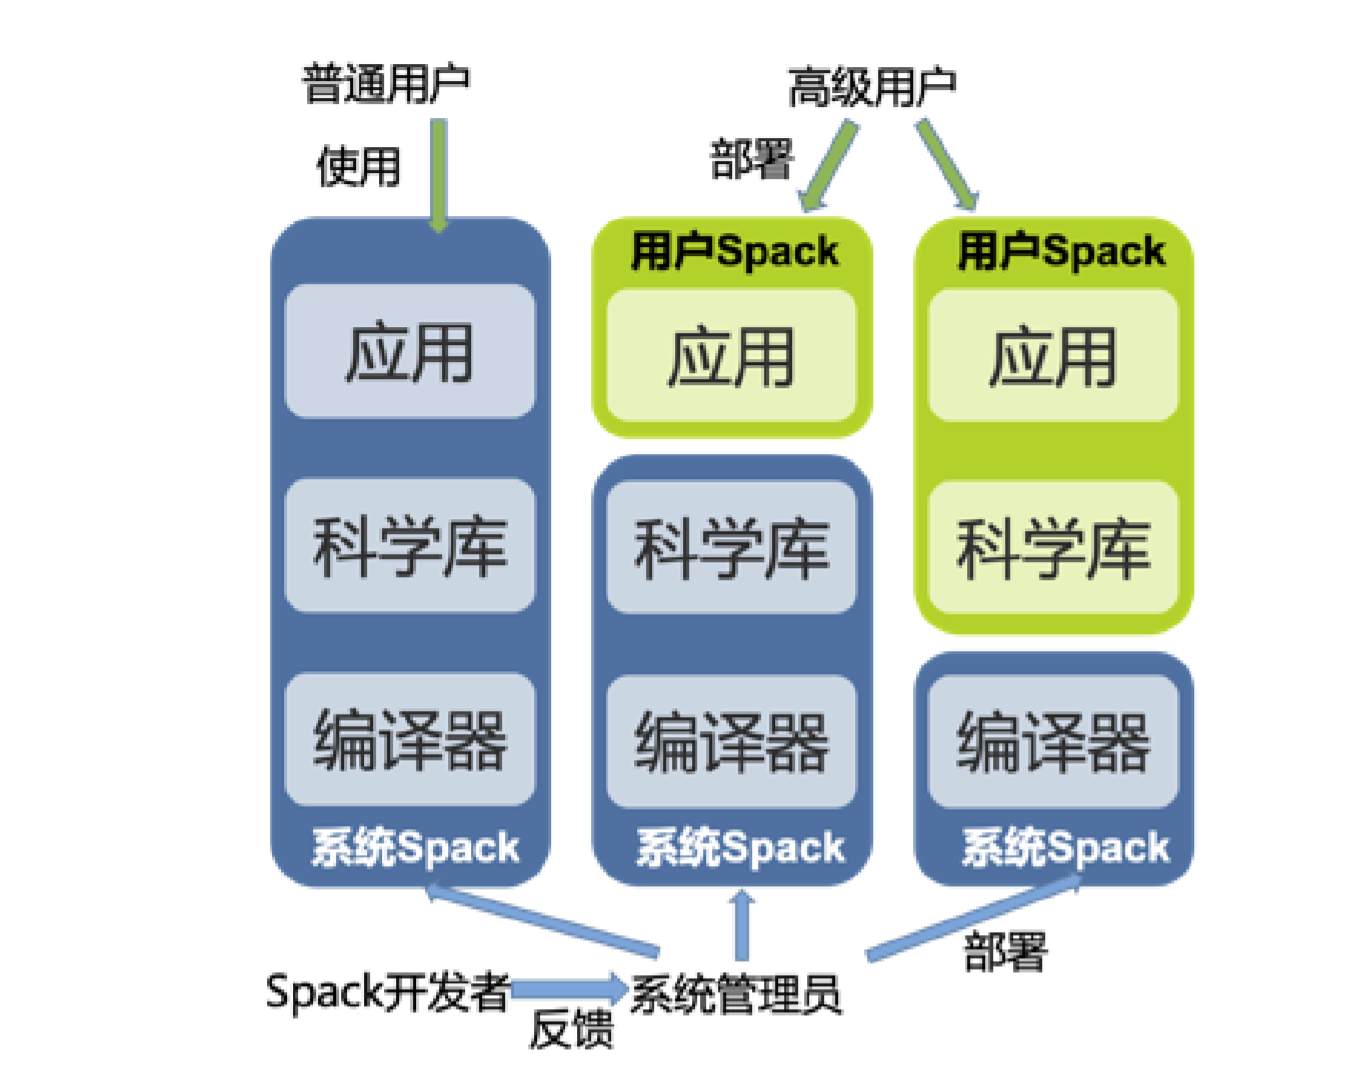 普通用户
高级用户
使用
部署
用户Spack
用户Spack
应用
应用
应用
科学库
科学库
科学库
编译器
编译器
编译器
系统Spack
系统Spack
系统Spack
部署
Spack开发者
系统管理员
反馈